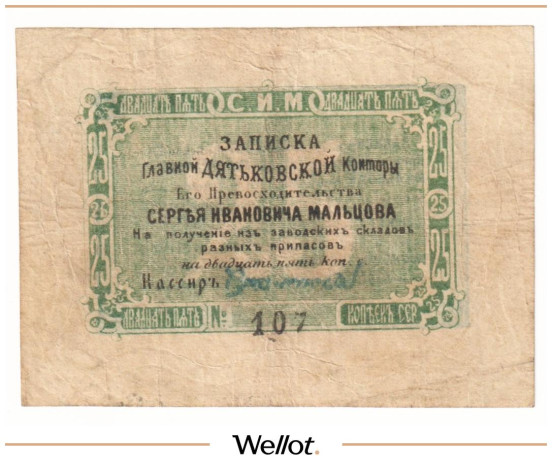 ДВАДЦАТЬ ПЯТЬ С.И.М ДВАДЦАТЬ ПЯТЬ
25 25
ЗАПИСКА
Главной ДЯТЬКОВСКОЙ Конторы
Его Превосходительства
СЕРГѢЯ ИВАНОВИЧА МАЛЬЦОВА
На полученіе изъ заводскихъ складовъ
разныхъ припасовъ
на двадцать пять коп. с.
Кассиръ
25 25
25 25
25
ДВАДЦАТЬ ПЯТЬ № 107 КОПѢЕКЪ СЕР
Wellot.